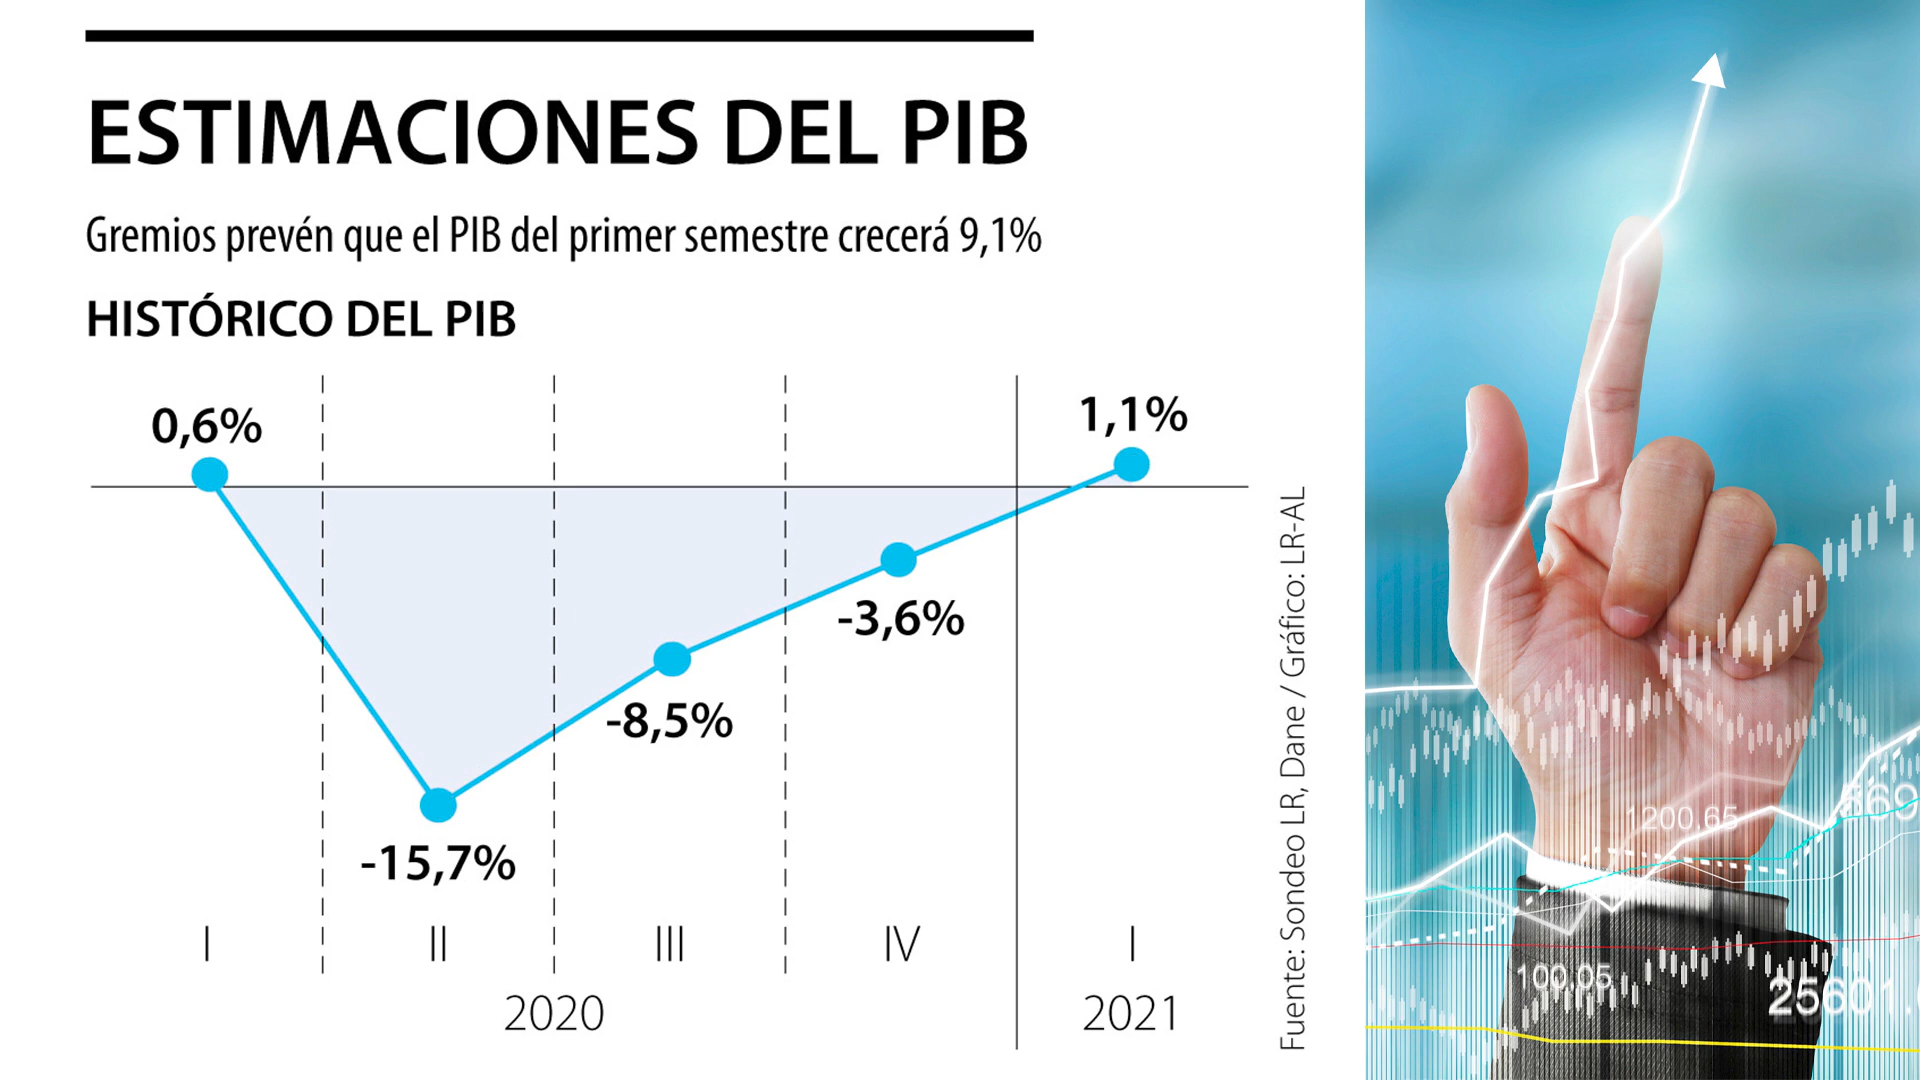 ESTIMACIONES DEL PIB
Gremios prevén que el PIB del primer semestre crecerá 9,1%
HISTÓRICO DEL PIB
0,6%
-15,7%
-8,5%
-3,6%
1,1%
I II III IV I
2020 2021
Fuente: Sondeo LR, Dane / Gráfico: LR-AL
1200,65
669
100,05
25601.